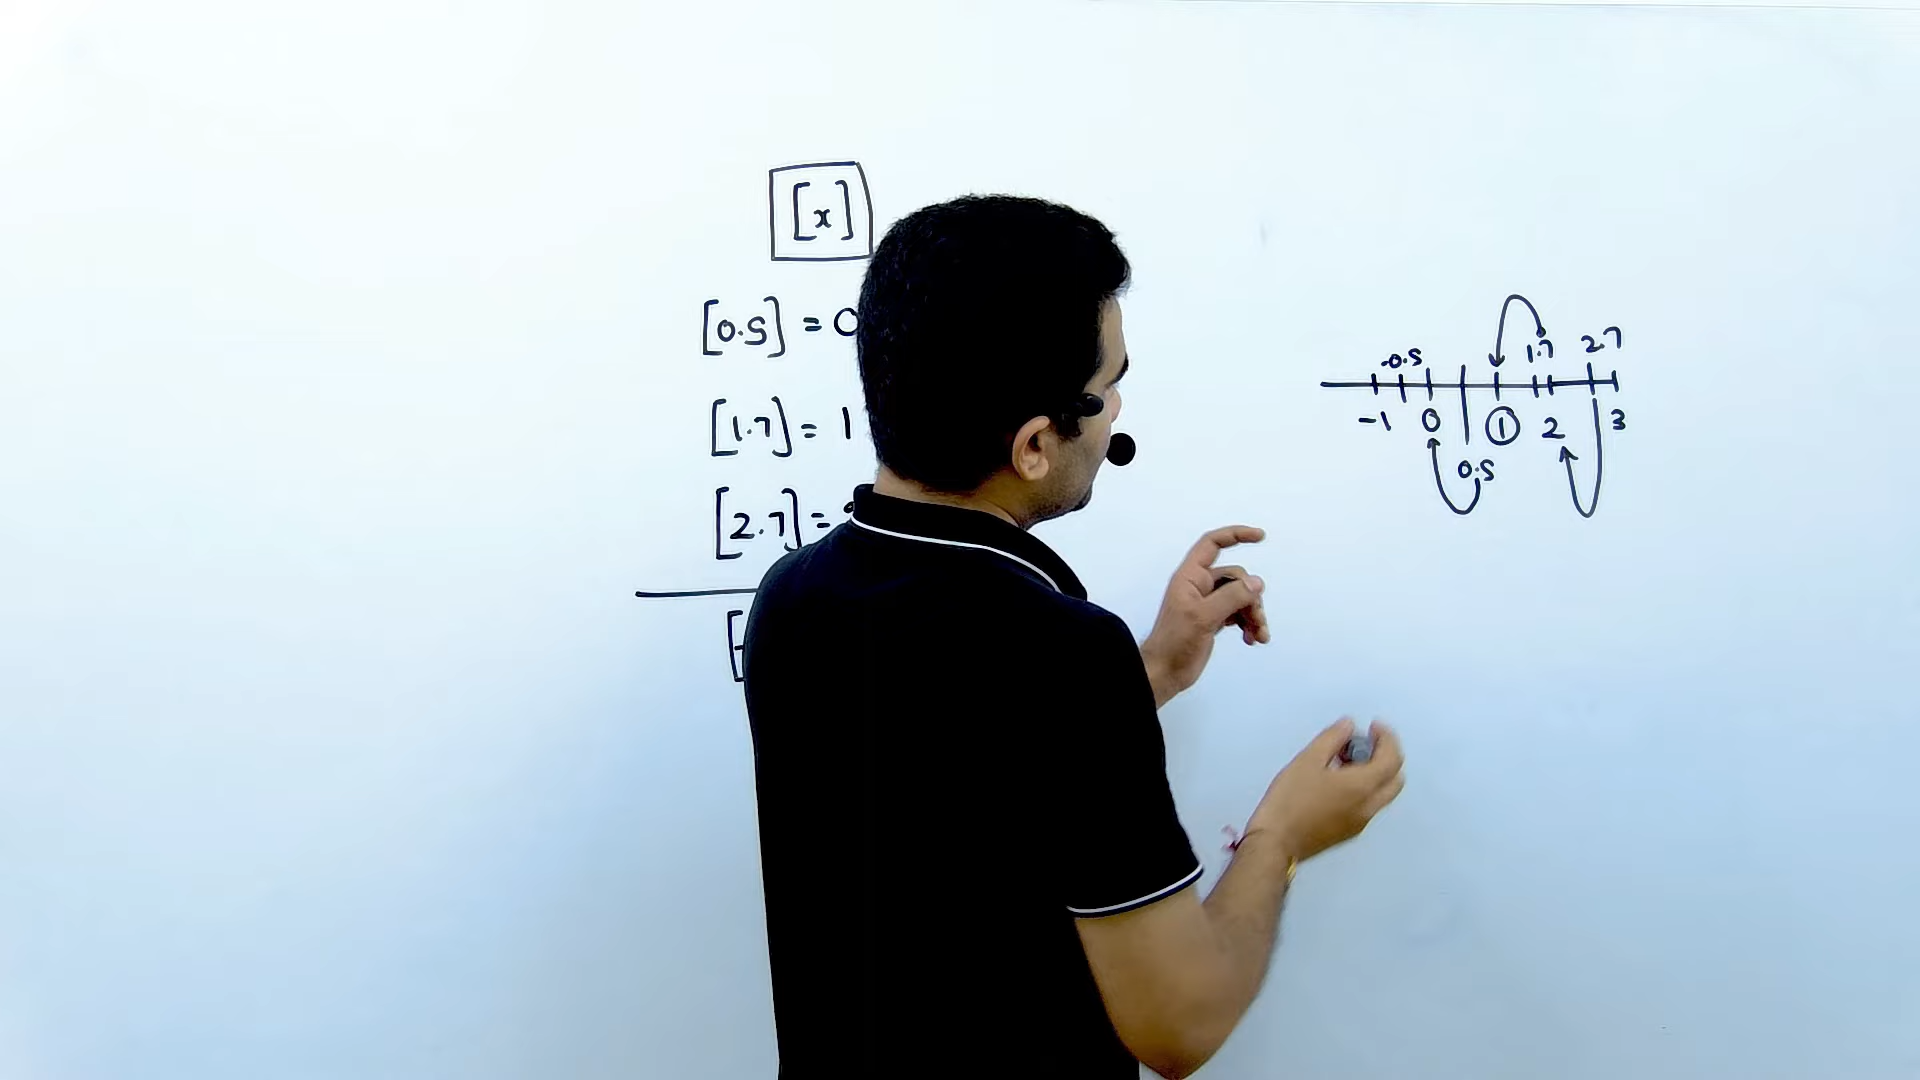 [x]
[0.5] = 0
[1.7] = 1
[2.7] =
[-
-0.5 1.7 2.7
-1 0 1 2 3
0.5